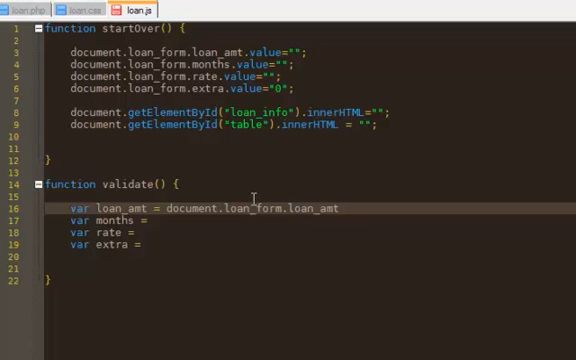 loan.php loan.css loan.js
1 function startOver() {
2
3 document.loan_form.loan_amt.value="";
4 document.loan_form.months.value="";
5 document.loan_form.rate.value="";
6 document.loan_form.extra.value="0";
7
8 document.getElementById("loan_info").innerHTML="";
9 document.getElementById("table").innerHTML = "";
10
11
12 }
13
14 function validate() {
15
16 var loan_amt = document.loan_form.loan_amt
17 var months =
18 var rate =
19 var extra =
20
21
22 }